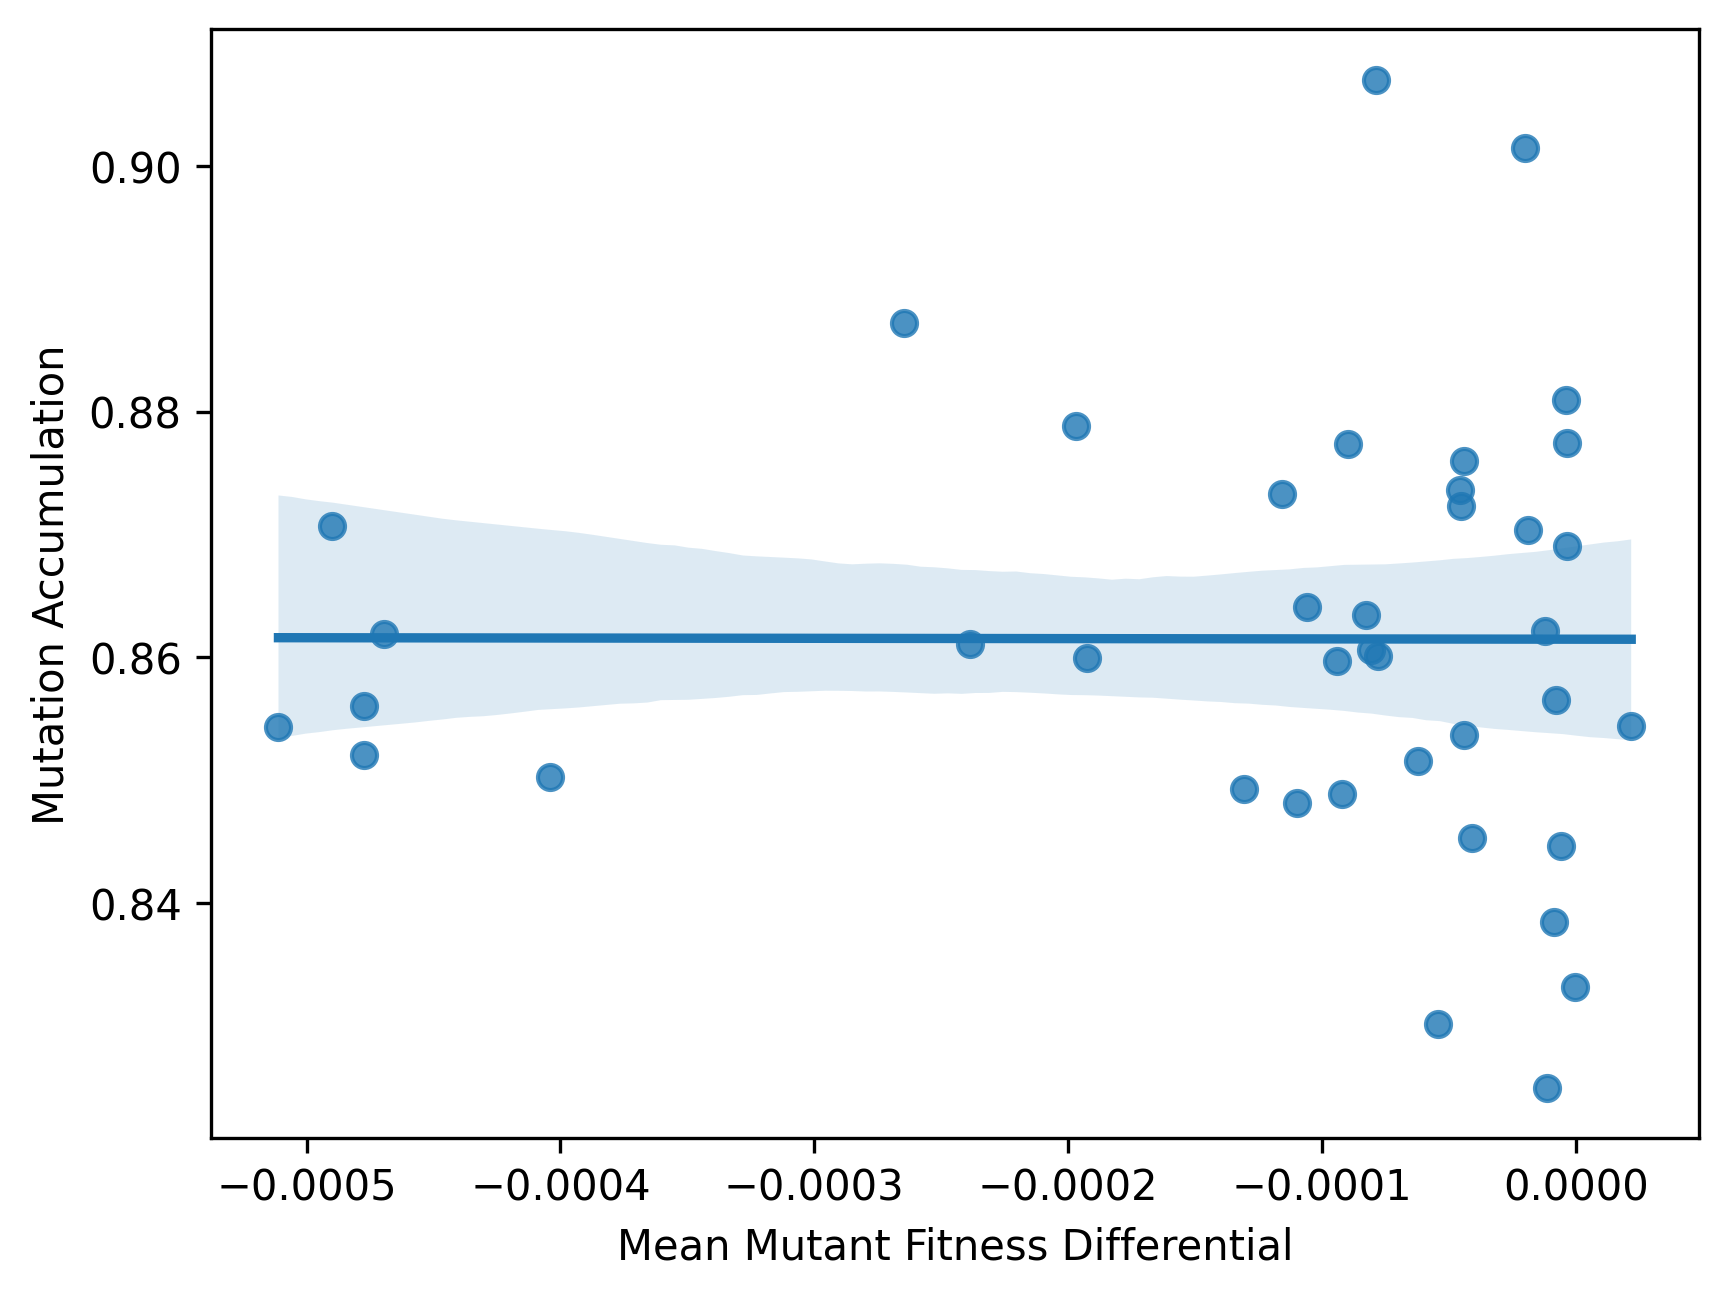 Mutation Accumulation
0.90
0.88
0.86
0.84
−0.0005 −0.0004 −0.0003 −0.0002 −0.0001 0.0000
Mean Mutant Fitness Differential